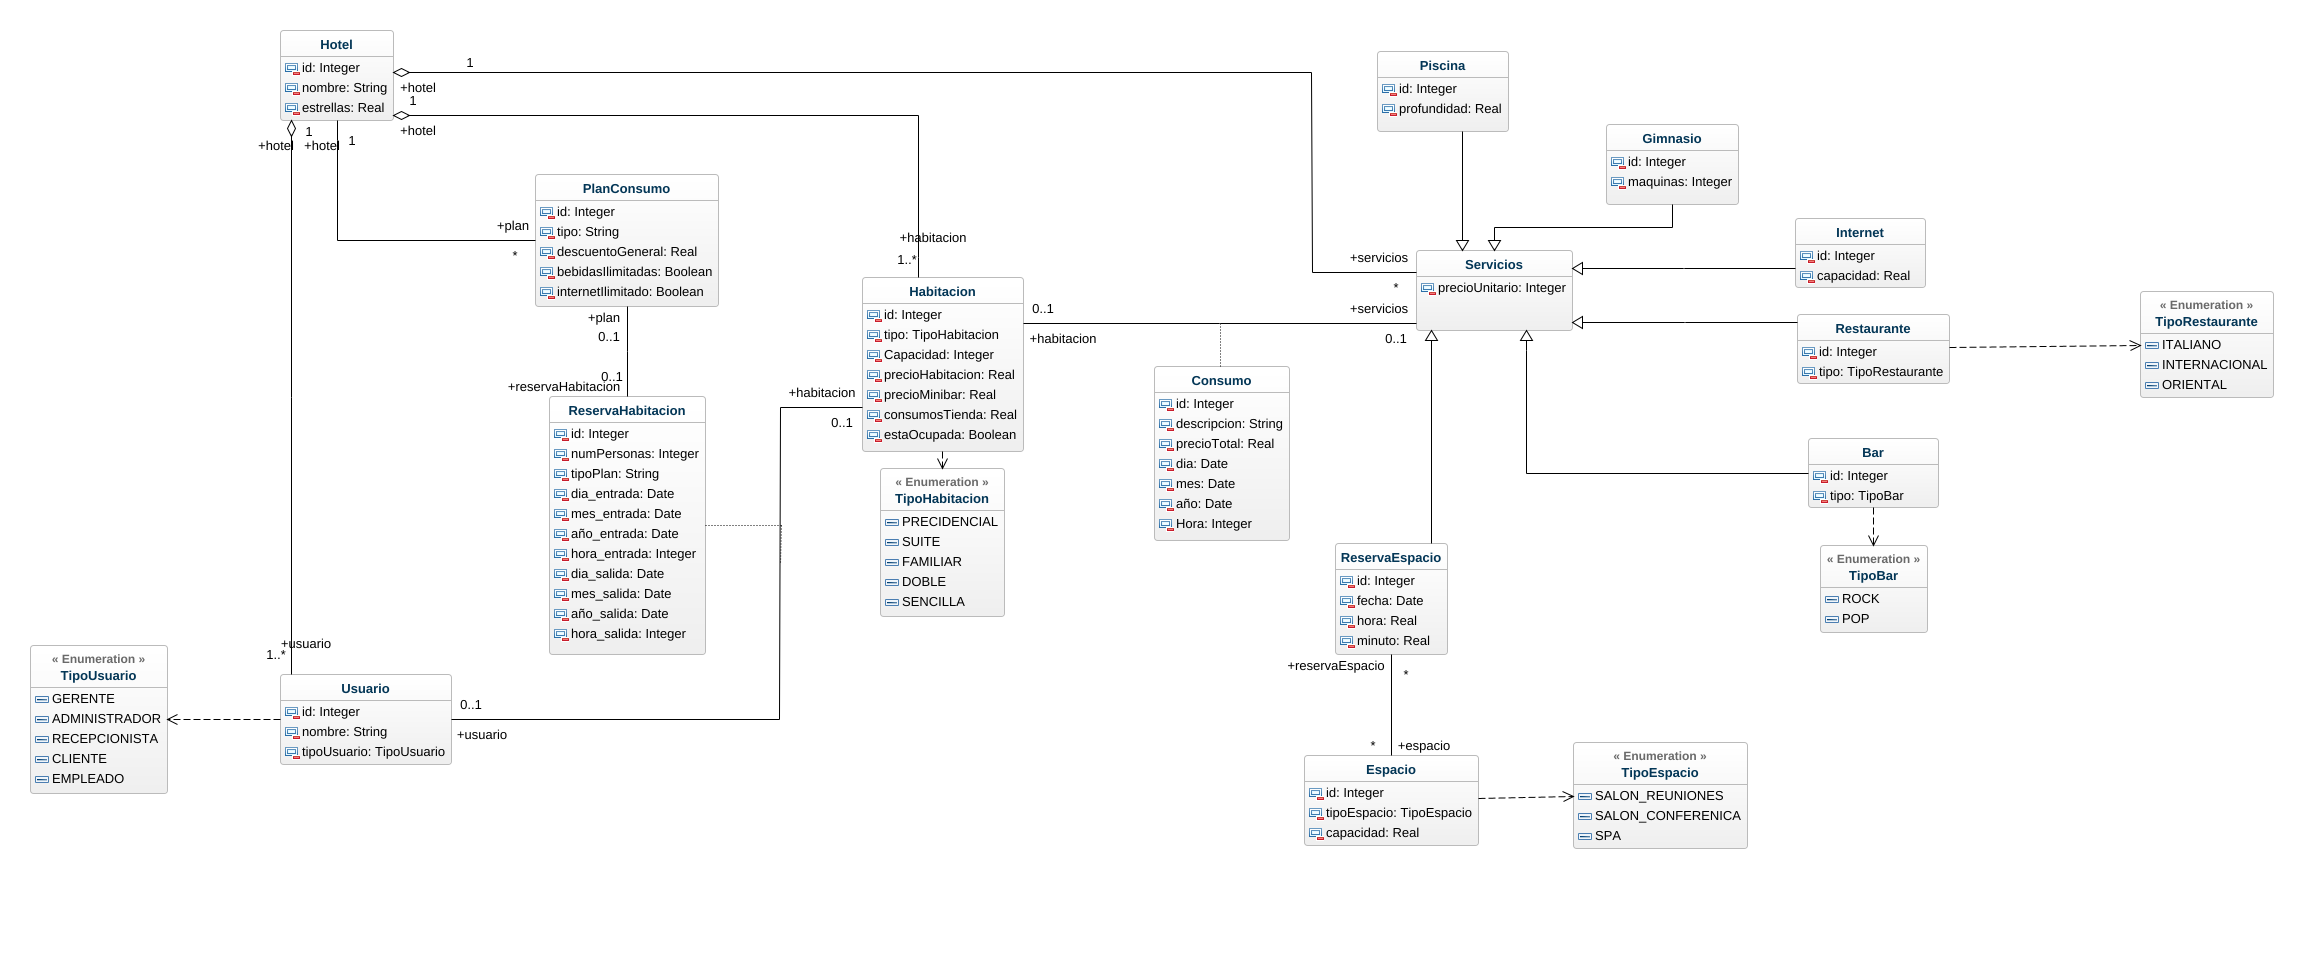 Hotel
id: Integer
nombre: String
estrellas: Real
1
+hotel
1
+hotel
1
+hotel
+hotel
1
Piscina
id: Integer
profundidad: Real
Gimnasio
id: Integer
maquinas: Integer
PlanConsumo
id: Integer
tipo: String
descuentoGeneral: Real
bebidasIlimitadas: Boolean
internetIlimitado: Boolean
+plan
*
+plan
0..1
0..1
+reservaHabitacion
+habitacion
1..*
Habitacion
id: Integer
tipo: TipoHabitacion
Capacidad: Integer
precioHabitacion: Real
precioMinibar: Real
consumosTienda: Real
estaOcupada: Boolean
0..1
+habitacion
+servicios
*
+servicios
0..1
Servicios
precioUnitario: Integer
Internet
id: Integer
capacidad: Real
Restaurante
id: Integer
tipo: TipoRestaurante
« Enumeration »
TipoRestaurante
ITALIANO
INTERNACIONAL
ORIENTAL
Consumo
id: Integer
descripcion: String
precioTotal: Real
dia: Date
mes: Date
año: Date
Hora: Integer
+habitacion
0..1
« Enumeration »
TipoHabitacion
PRECIDENCIAL
SUITE
FAMILIAR
DOBLE
SENCILLA
ReservaHabitacion
id: Integer
numPersonas: Integer
tipoPlan: String
dia_entrada: Date
mes_entrada: Date
año_entrada: Date
hora_entrada: Integer
dia_salida: Date
mes_salida: Date
año_salida: Date
hora_salida: Integer
Bar
id: Integer
tipo: TipoBar
« Enumeration »
TipoBar
ROCK
POP
ReservaEspacio
id: Integer
fecha: Date
hora: Real
minuto: Real
+reservaEspacio
*
*
+espacio
Espacio
id: Integer
tipoEspacio: TipoEspacio
capacidad: Real
« Enumeration »
TipoEspacio
SALON_REUNIONES
SALON_CONFERENICA
SPA
+usuario
1..*
« Enumeration »
TipoUsuario
GERENTE
ADMINISTRADOR
RECEPCIONISTA
CLIENTE
EMPLEADO
Usuario
id: Integer
nombre: String
tipoUsuario: TipoUsuario
0..1
+usuario